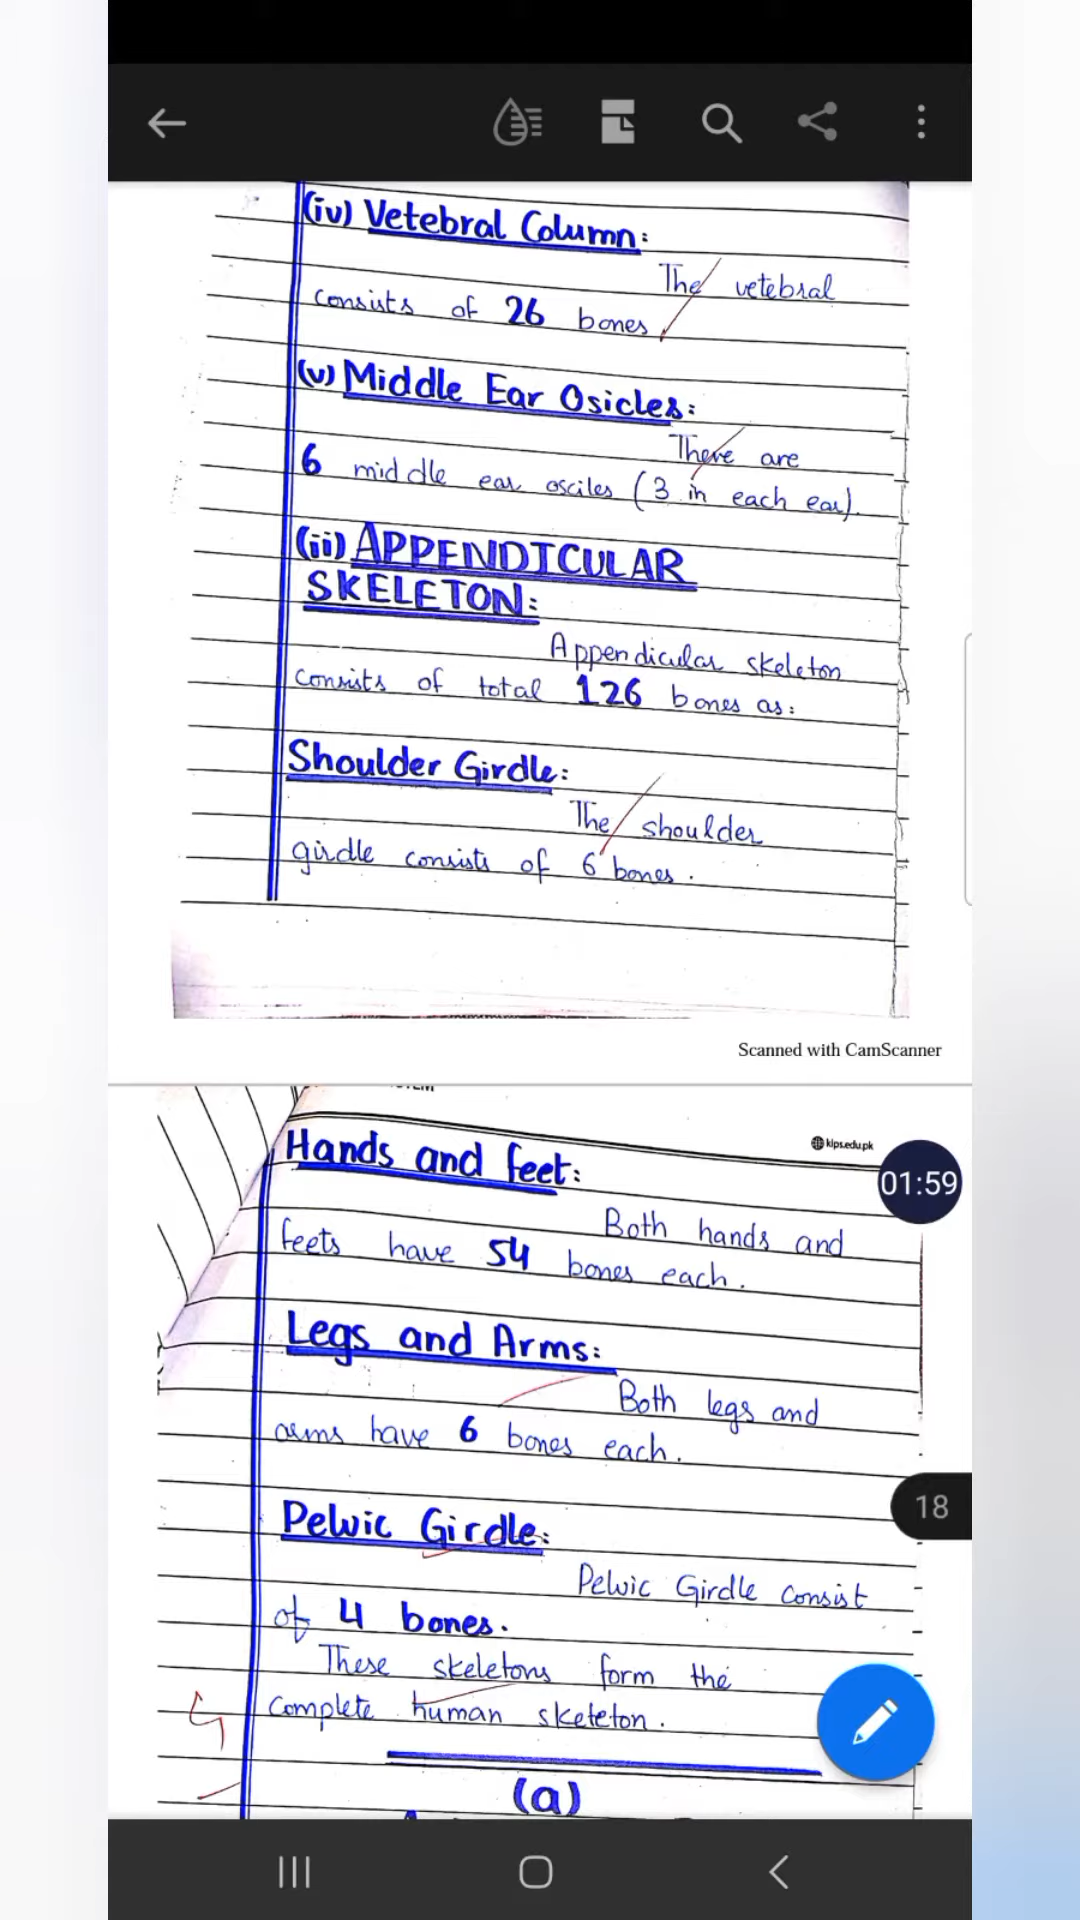 (iv) Vetebral Column:
The vetebral
consists of 26 bones
(v) Middle Ear Osicles:
There are
6 middle ear osciles (3 in each ear).
(ii) APPENDICULAR
SKELETON:
Appendicular skeleton
consists of total 126 bones as:
Shoulder Girdle:
The shoulder
girdle consists of 6 bones.
Scanned with CamScanner
kips.edu.pk
Hands and feet:
01:59
Both hands and
feets have 54 bones each.
Legs and Arms:
Both legs and
arms have 6 bones each.
18
Pelvic Girdle:
Pelvic Girdle consist
of 4 bones.
These skeletons form the
complete human sketeton.
(a)